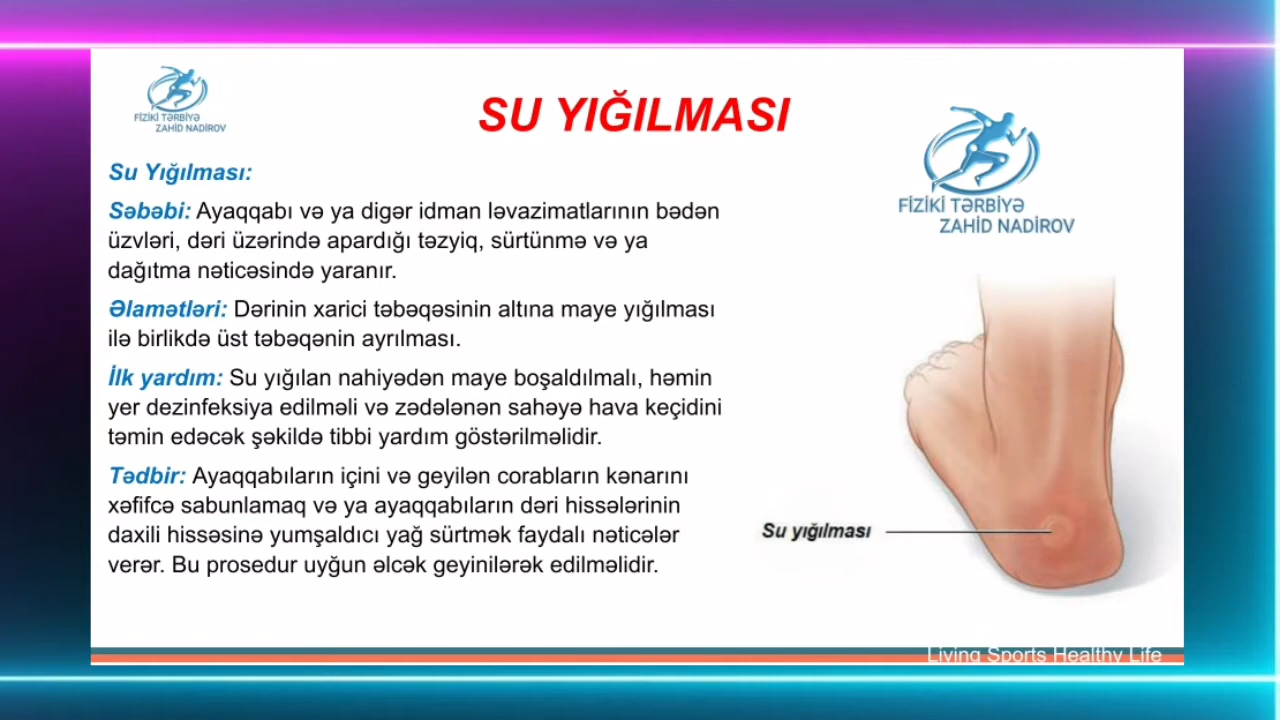 FİZİKİ TƏRBİYƏ
ZAHİD NADİROV
SU YIĞILMASI
FİZİKİ TƏRBİYƏ
ZAHİD NADİROV
Su Yığılması:
Səbəbi: Ayaqqabı və ya digər idman ləvazimatlarının bədən
üzvləri, dəri üzərində apardığı təzyiq, sürtünmə və ya
dağıtma nəticəsində yaranır.
Əlamətləri: Dərinin xarici təbəqəsinin altına maye yığılması
ilə birlikdə üst təbəqənin ayrılması.
İlk yardım: Su yığılan nahiyədən maye boşaldılmalı, həmin
yer dezinfeksiya edilməli və zədələnən sahəyə hava keçidini
təmin edəcək şəkildə tibbi yardım göstərilməlidir.
Tədbir: Ayaqqabıların içini və geyilən corabların kənarını
xəfifcə sabunlamaq və ya ayaqqabıların dəri hissələrinin
daxili hissəsinə yumşaldıcı yağ sürtmək faydalı nəticələr
verər. Bu prosedur uyğun əlcək geyinilərək edilməlidir.
Su yığılması
Living Sports Healthy Life